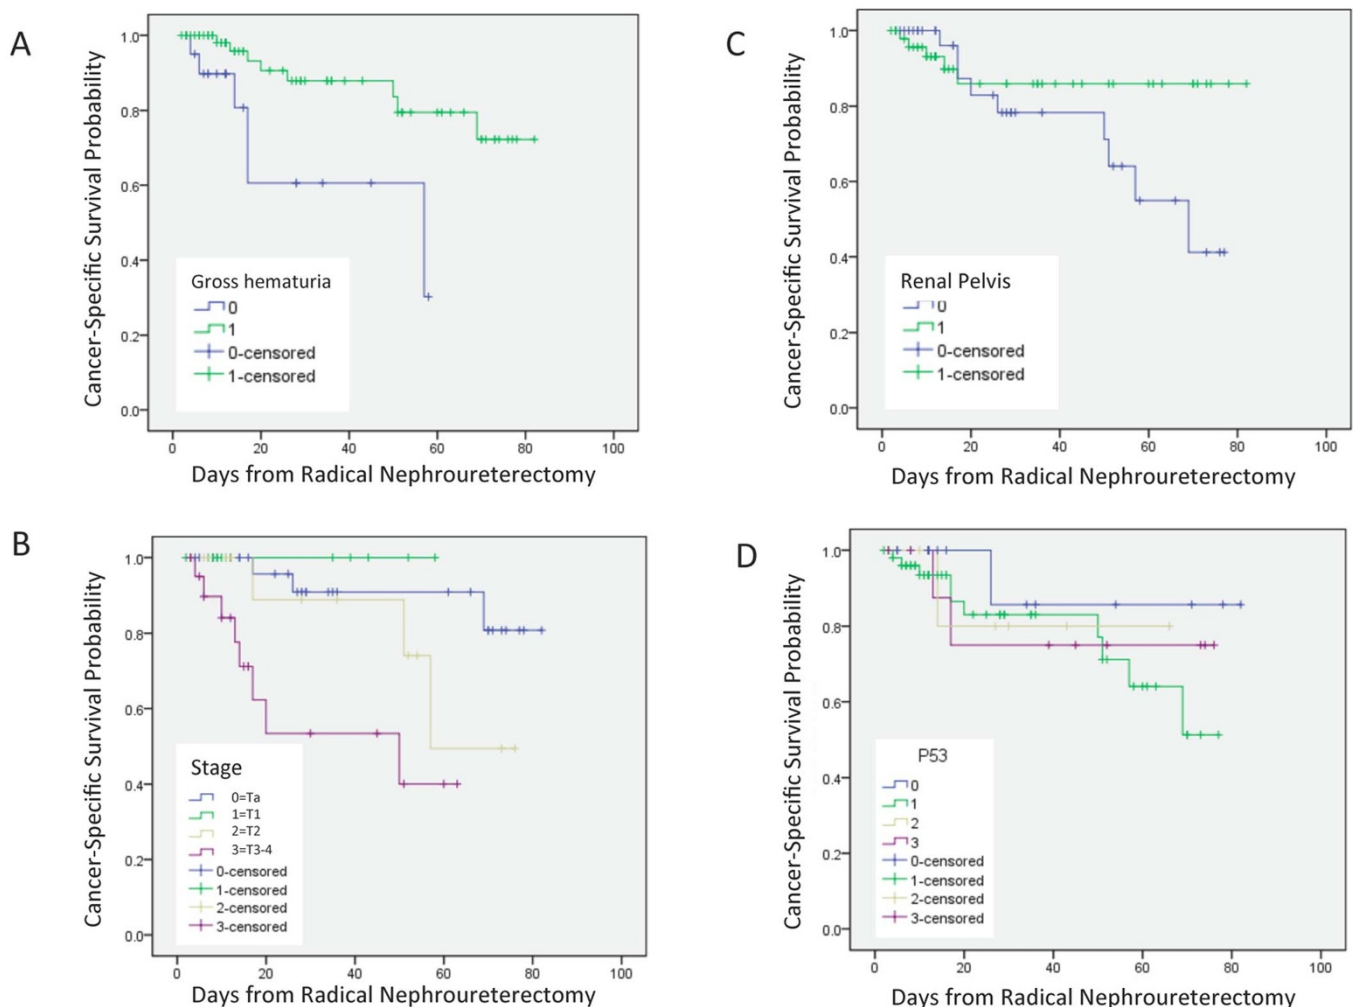 A
Cancer-Specific Survival Probability
1.0
0.8
0.6
0.4
0.2
0.0
Gross hematuria
0
1
0-censored
1-censored
0 20 40 60 80 100
Days from Radical Nephroureterectomy
B
Cancer-Specific Survival Probability
1.0
0.8
0.6
0.4
0.2
0.0
Stage
0=Ta
1=T1
2=T2
3=T3-4
0-censored
1-censored
2-censored
3-censored
0 20 40 60 80 100
Days from Radical Nephroureterectomy
C
Cancer-Specific Survival Probability
1.0
0.8
0.6
0.4
0.2
0.0
Renal Pelvis
0
1
0-censored
1-censored
0 20 40 60 80 100
Days from Radical Nephroureterectomy
D
Cancer-Specific Survival Probability
1.0
0.8
0.6
0.4
0.2
0.0
P53
0
1
2
3
0-censored
1-censored
2-censored
3-censored
0 20 40 60 80 100
Days from Radical Nephroureterectomy